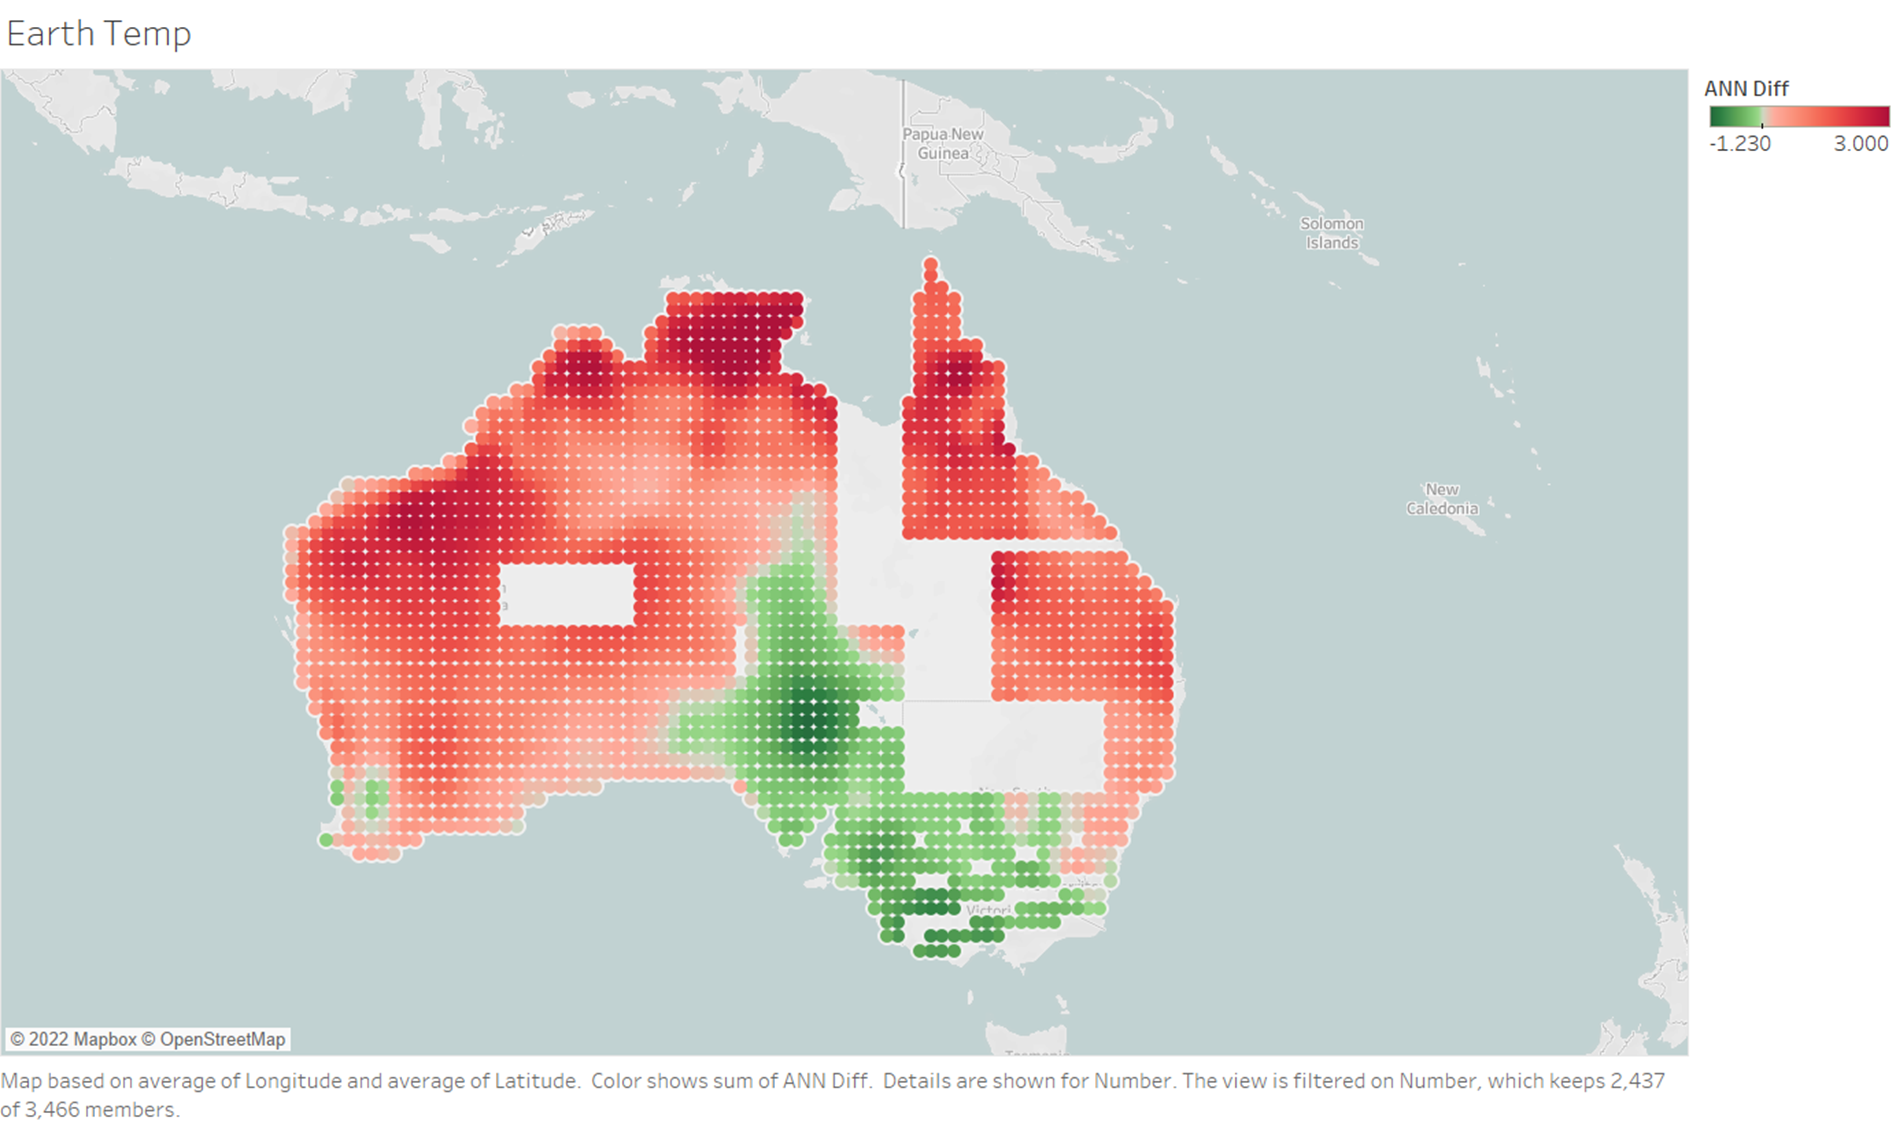 Earth Temp
ANN Diff
-1.230 3.000
Papua New
Guinea
Solomon
Islands
New
Caledonia
© 2022 Mapbox © OpenStreetMap
Map based on average of Longitude and average of Latitude. Color shows sum of ANN Diff. Details are shown for Number. The view is filtered on Number, which keeps 2,437
of 3,466 members.